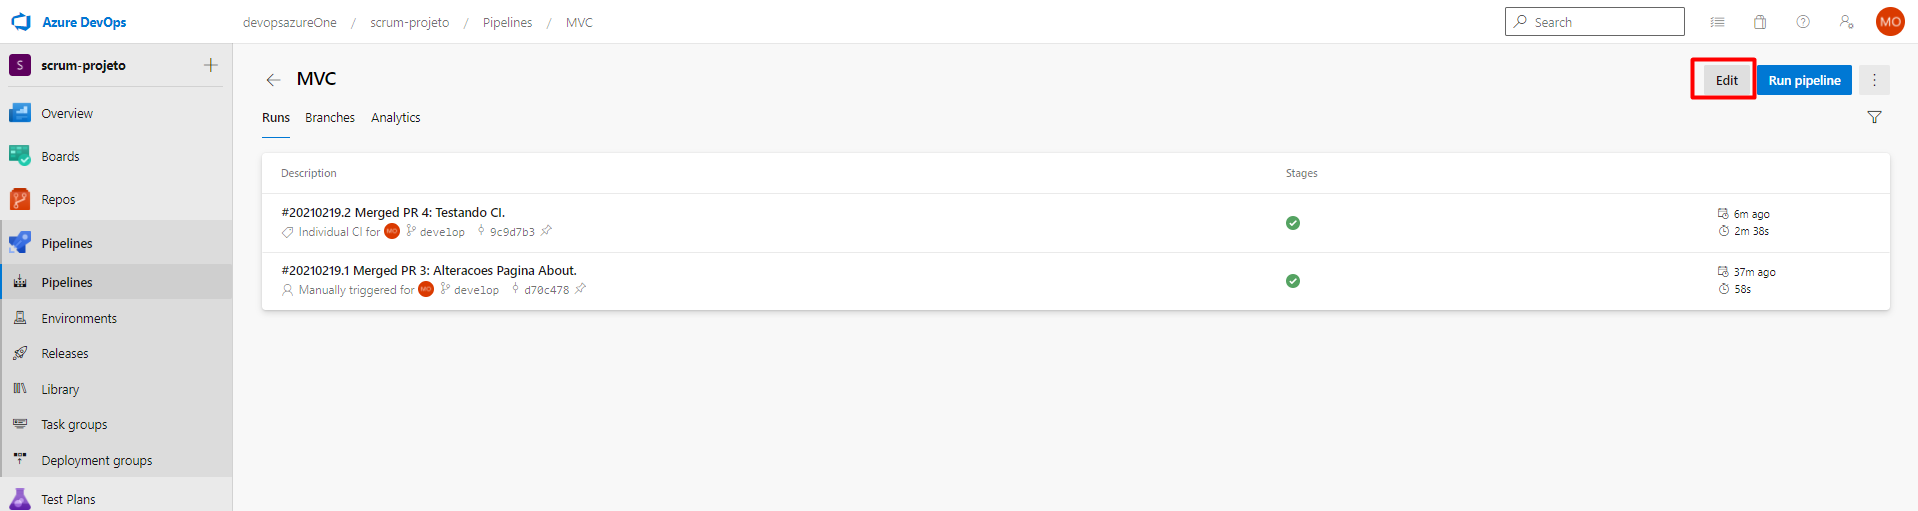 Azure DevOps
devopsazureOne / scrum-projeto / Pipelines / MVC
Search
MO
S scrum-projeto
Overview
Boards
Repos
Pipelines
Pipelines
Environments
Releases
Library
Task groups
Deployment groups
Test Plans
MVC
Edit
Run pipeline
Runs Branches Analytics
Description Stages
#20210219.2 Merged PR 4: Testando CI.
Individual CI for MO develop 9c9d7b3
6m ago
2m 38s
#20210219.1 Merged PR 3: Alteracoes Pagina About.
Manually triggered for MO develop d70c478
37m ago
58s